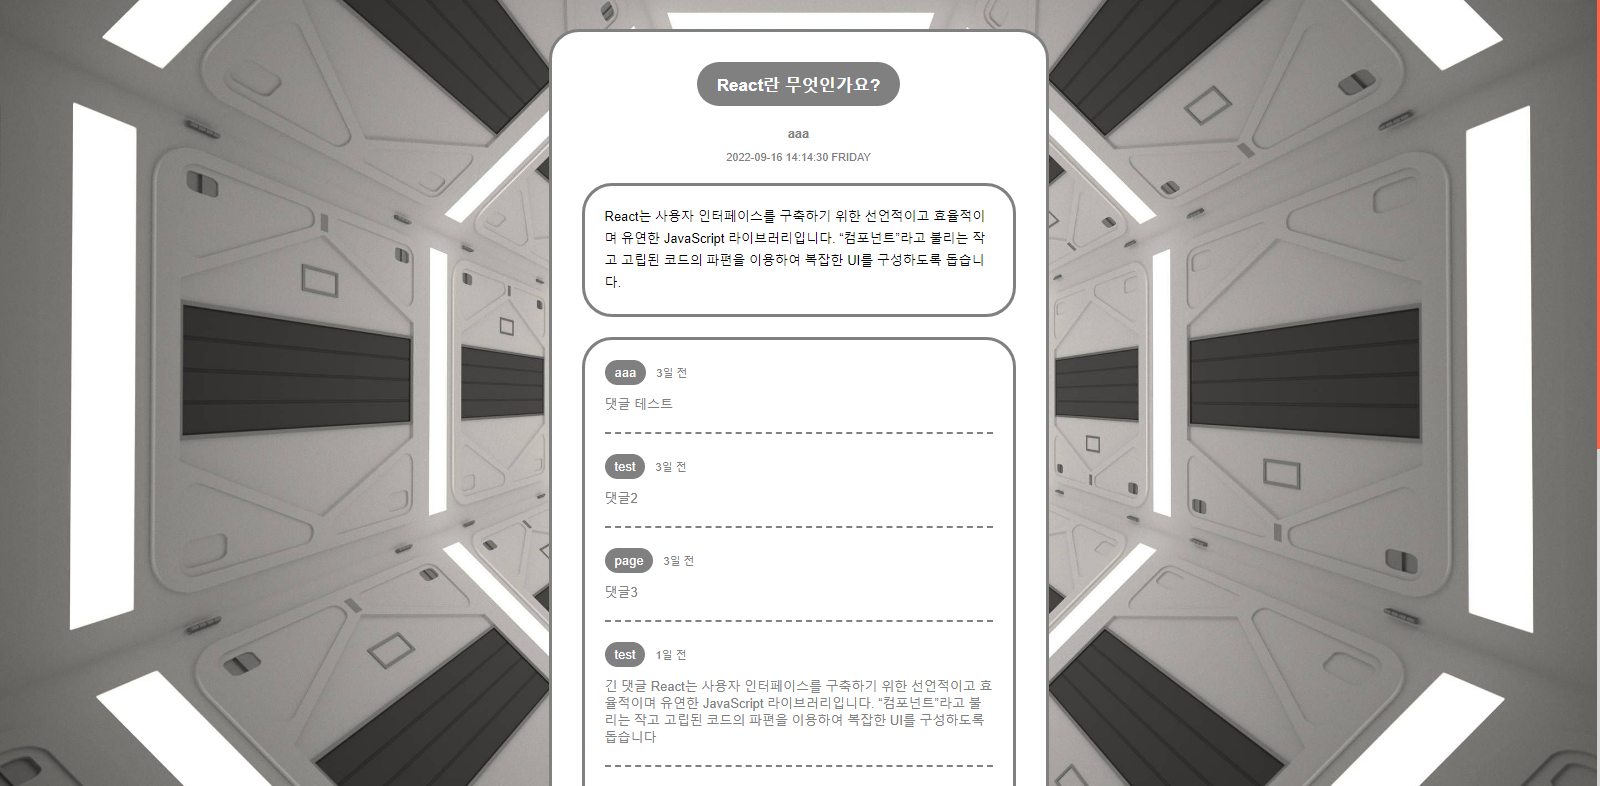 React란 무엇인가요?
aaa
2022-09-16 14:14:30 FRIDAY
React는 사용자 인터페이스를 구축하기 위한 선언적이고 효율적이
며 유연한 JavaScript 라이브러리입니다. “컴포넌트”라고 불리는 작
고 고립된 코드의 파편을 이용하여 복잡한 UI를 구성하도록 돕습니
다.
aaa 3일 전
댓글 테스트
test 3일 전
댓글2
page 3일 전
댓글3
test 1일 전
긴 댓글 React는 사용자 인터페이스를 구축하기 위한 선언적이고 효
율적이며 유연한 JavaScript 라이브러리입니다. “컴포넌트”라고 불
리는 작고 고립된 코드의 파편을 이용하여 복잡한 UI를 구성하도록
돕습니다